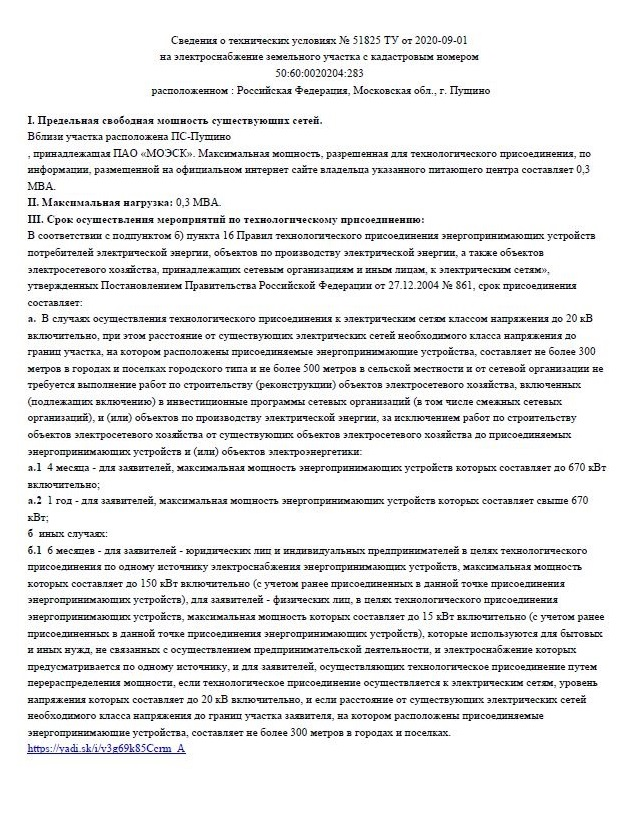 Сведения о технических условиях № 51825 ТУ от 2020-09-01
на электроснабжение земельного участка с кадастровым номером
50:60:0020204:283
расположенном : Российская Федерация, Московская обл., г. Пущино
I. Предельная свободная мощность существующих сетей.
Вблизи участка расположена ПС-Пущино
, принадлежащая ПАО «МОЭСК». Максимальная мощность, разрешенная для технологического присоединения, по
информации, размещенной на официальном интернет сайте владельца указанного питающего центра составляет 0,3
МВА.
II. Максимальная нагрузка: 0,3 МВА.
III. Срок осуществления мероприятий по технологическому присоединению:
В соответствии с подпунктом б) пункта 16 Правил технологического присоединения энергопринимающих устройств
потребителей электрической энергии, объектов по производству электрической энергии, а также объектов
электросетевого хозяйства, принадлежащих сетевым организациям и иным лицам, к электрическим сетям»,
утвержденных Постановлением Правительства Российской Федерации от 27.12.2004 № 861, срок присоединения
составляет:
а. В случаях осуществления технологического присоединения к электрическим сетям классом напряжения до 20 кВ
включительно, при этом расстояние от существующих электрических сетей необходимого класса напряжения до
границ участка, на котором расположены присоединяемые энергопринимающие устройства, составляет не более 300
метров в городах и поселках городского типа и не более 500 метров в сельской местности и от сетевой организации не
требуется выполнение работ по строительству (реконструкции) объектов электросетевого хозяйства, включенных
(подлежащих включению) в инвестиционные программы сетевых организаций (в том числе смежных сетевых
организаций), и (или) объектов по производству электрической энергии, за исключением работ по строительству
объектов электросетевого хозяйства от существующих объектов электросетевого хозяйства до присоединяемых
энергопринимающих устройств и (или) объектов электроэнергетики:
а.1 4 месяца - для заявителей, максимальная мощность энергопринимающих устройств которых составляет до 670 кВт
включительно;
а.2 1 год - для заявителей, максимальная мощность энергопринимающих устройств которых составляет свыше 670
кВт;
б иных случаях:
б.1 6 месяцев - для заявителей - юридических лиц и индивидуальных предпринимателей в целях технологического
присоединения по одному источнику электроснабжения энергопринимающих устройств, максимальная мощность
которых составляет до 150 кВт включительно (с учетом ранее присоединенных в данной точке присоединения
энергопринимающих устройств), для заявителей - физических лиц, в целях технологического присоединения
энергопринимающих устройств, максимальная мощность которых составляет до 15 кВт включительно (с учетом ранее
присоединенных в данной точке присоединения энергопринимающих устройств), которые используются для бытовых
и иных нужд, не связанных с осуществлением предпринимательской деятельности, и электроснабжение которых
предусматривается по одному источнику, и для заявителей, осуществляющих технологическое присоединение путем
перераспределения мощности, если технологическое присоединение осуществляется к электрическим сетям, уровень
напряжения которых составляет до 20 кВ включительно, и если расстояние от существующих электрических сетей
необходимого класса напряжения до границ участка заявителя, на котором расположены присоединяемые
энергопринимающие устройства, составляет не более 300 метров в городах и поселках.
https://yadi.sk/i/v3g69k85Cerm_A